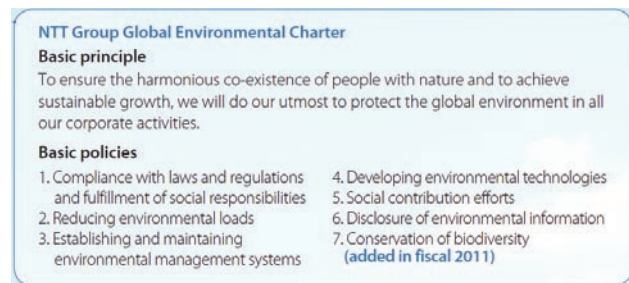 NTT Group Global Environmental Charter
Basic principle
To ensure the harmonious co-existence of people with nature and to achieve
sustainable growth, we will do our utmost to protect the global environment in all
our corporate activities.
Basic policies
1. Compliance with laws and regulations
and fulfillment of social responsibilities
2. Reducing environmental loads
3. Establishing and maintaining
environmental management systems
4. Developing environmental technologies
5. Social contribution efforts
6. Disclosure of environmental information
7. Conservation of biodiversity
(added in fiscal 2011)